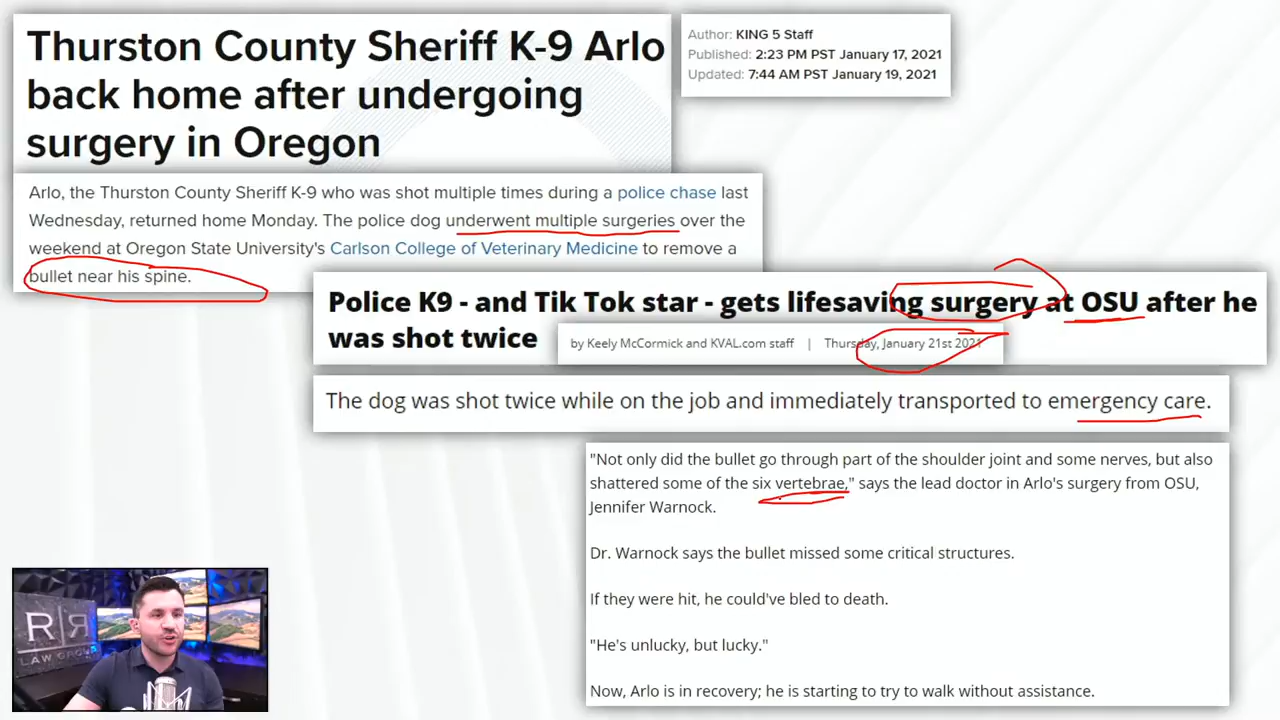 Thurston County Sheriff K-9 Arlo
back home after undergoing
surgery in Oregon
Author: KING 5 Staff
Published: 2:23 PM PST January 17, 2021
Updated: 7:44 AM PST January 19, 2021
Arlo, the Thurston County Sheriff K-9 who was shot multiple times during a police chase last
Wednesday, returned home Monday. The police dog underwent multiple surgeries over the
weekend at Oregon State University's Carlson College of Veterinary Medicine to remove a
bullet near his spine.
Police K9 - and Tik Tok star - gets lifesaving surgery at OSU after he
was shot twice
by Keely McCormick and KVAL.com staff | Thursday, January 21st 2021
The dog was shot twice while on the job and immediately transported to emergency care.
"Not only did the bullet go through part of the shoulder joint and some nerves, but also
shattered some of the six vertebrae," says the lead doctor in Arlo's surgery from OSU,
Jennifer Warnock.
Dr. Warnock says the bullet missed some critical structures.
If they were hit, he could've bled to death.
"He's unlucky, but lucky."
Now, Arlo is in recovery; he is starting to try to walk without assistance.
R|R
LAW GROUP